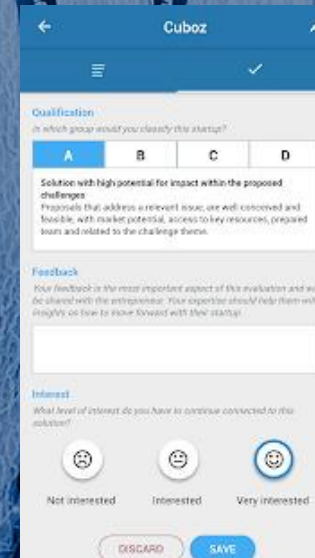 Cuboz
Qualification
In which group would you classify this startup?
A B C D
Solution with high potential for impact within the proposed
challenges
Proposals that address a relevant issue, are well conceived and
feasible, with market potential, access to key resources, prepared
team and related to the challenge theme.
Feedback
Your feedback is the most important aspect of this evaluation and wi
be shared with the entrepreneur. Your expertise should help them with
insights on how to move forward with their startup.
Interest
What level of interest do you have to continue connected to this
solution?
Not interested Interested Very interested
DISCARD SAVE